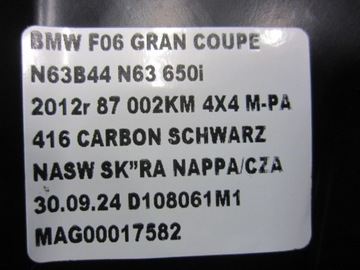 BMW F06 GRAN COUPE
N63B44 N63 650i
2012r 87 002KM 4X4 M-PA
416 CARBON SCHWARZ
NASW SK"RA NAPPA/CZA
30.09.24 D108061M1
MAG00017582